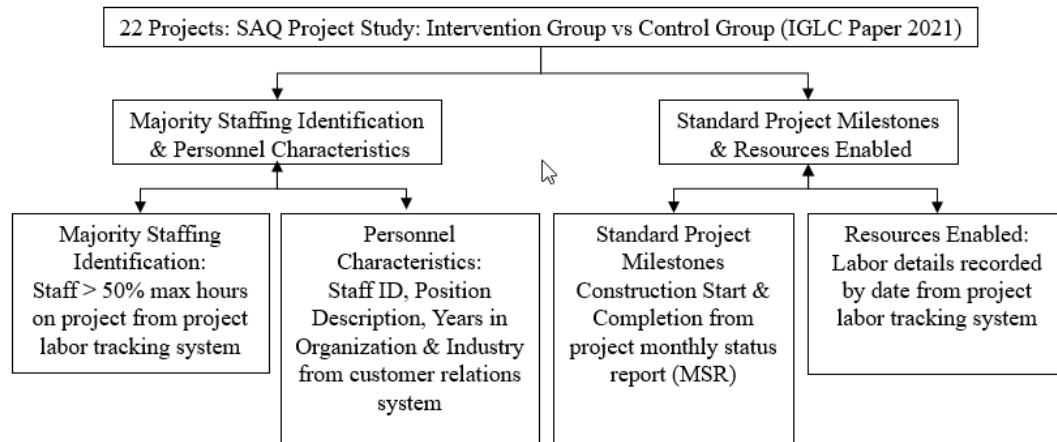 22 Projects: SAQ Project Study: Intervention Group vs Control Group (IGLC Paper 2021)
Majority Staffing Identification
& Personnel Characteristics
Standard Project Milestones
& Resources Enabled
Majority Staffing
Identification:
Staff > 50% max hours
on project from project
labor tracking system
Personnel
Characteristics:
Staff ID, Position
Description, Years in
Organization & Industry
from customer relations
system
Standard Project
Milestones
Construction Start &
Completion from
project monthly status
report (MSR)
Resources Enabled:
Labor details recorded
by date from project
labor tracking system